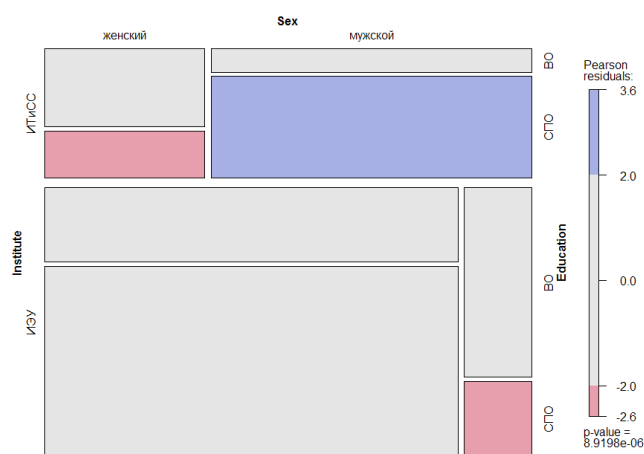 Sex
женский
мужской
ИТиСС
ИЭУ
Institute
ВО
СПО
ВО
СПО
Education
Pearson
residuals:
3.6
2.0
0.0
-2.0
-2.6
p-value =
8.9198e-06